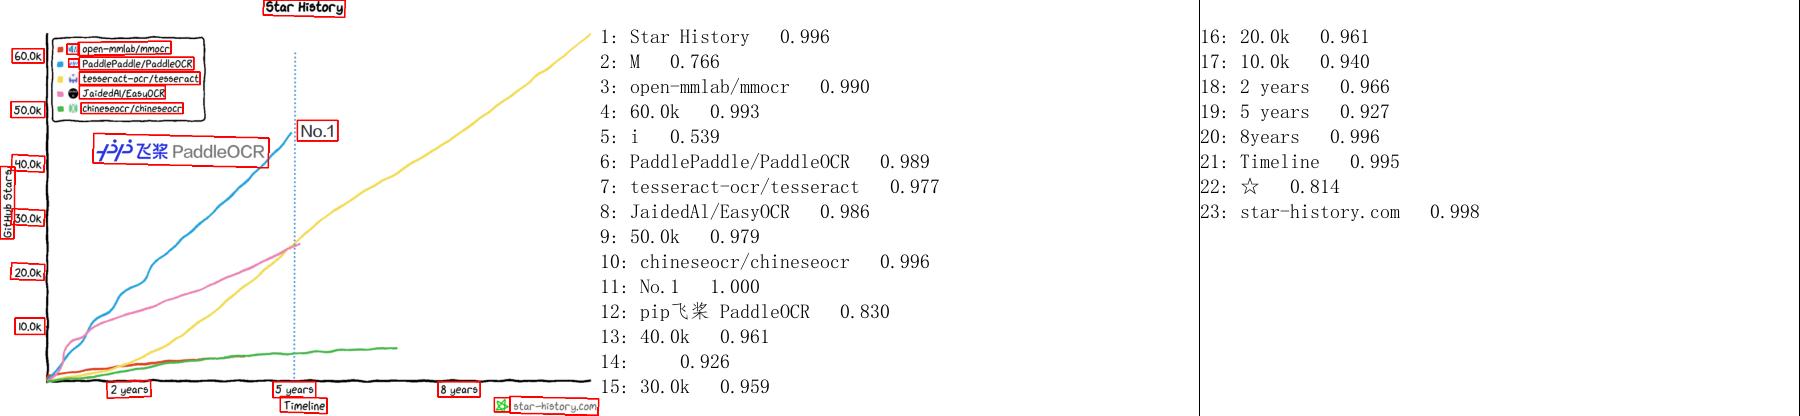 Star History
open-mmlab/mmocr
PaddlePaddle/PaddleOCR
tesseract-ocr/tesseract
JaidedAI/EasyOCR
chineseocr/chineseocr
60.0k
50.0k
40.0k
30.0k
20.0k
10.0k
GitHub Stars
No.1
飞桨 PaddleOCR
2 years
5 years
8 years
Timeline
star-history.com
1: Star History 0.996
2: M 0.766
3: open-mmlab/mmocr 0.990
4: 60.0k 0.993
5: i 0.539
6: PaddlePaddle/PaddleOCR 0.989
7: tesseract-ocr/tesseract 0.977
8: JaidedAl/EasyOCR 0.986
9: 50.0k 0.979
10: chineseocr/chineseocr 0.996
11: No.1 1.000
12: pip飞桨 PaddleOCR 0.830
13: 40.0k 0.961
14: 0.926
15: 30.0k 0.959
16: 20.0k 0.961
17: 10.0k 0.940
18: 2 years 0.966
19: 5 years 0.927
20: 8years 0.996
21: Timeline 0.995
22: ☆ 0.814
23: star-history.com 0.998